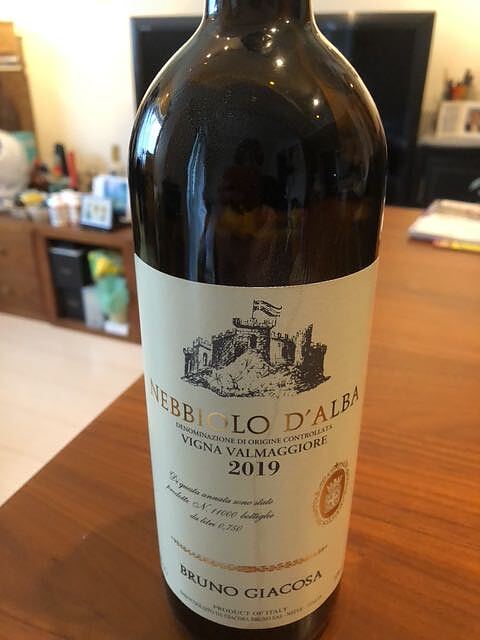 NEBBIOLO D'ALBA
DENOMINAZIONE DI ORIGINE CONTROLLATA
VIGNA VALMAGGIORE
2019
Di questa annata sono state
prodotte N. 11000 bottiglie
da litri 0,750
BRUNO GIACOSA
PRODUCT OF ITALY